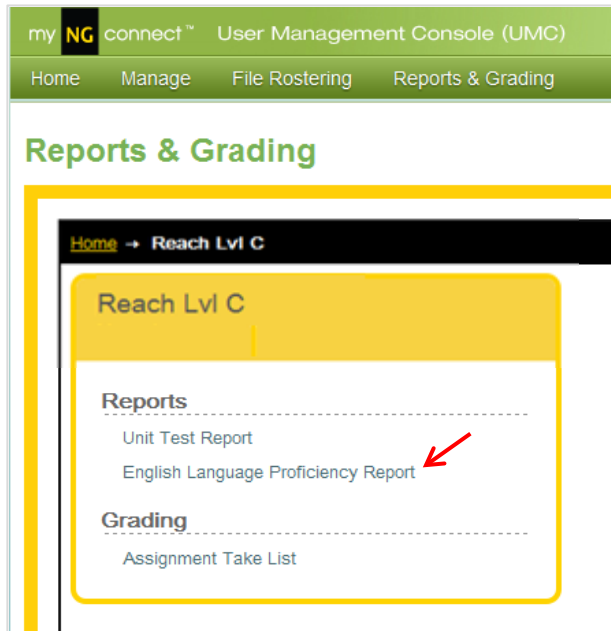 my NG connect™ User Management Console (UMC)
Home Manage File Rostering Reports & Grading
Reports & Grading
Home → Reach Lvl C
Reach Lvl C
Reports
Unit Test Report
English Language Proficiency Report
Grading
Assignment Take List